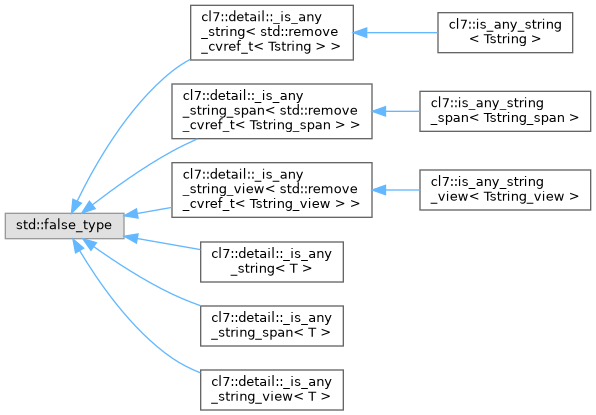 cl7::detail::_is_any
_string< std::remove
_cvref_t< Tstring > >
cl7::is_any_string
< Tstring >
cl7::detail::_is_any
_string_span< std::remove
_cvref_t< Tstring_span > >
cl7::is_any_string
_span< Tstring_span >
cl7::detail::_is_any
_string_view< std::remove
_cvref_t< Tstring_view > >
cl7::is_any_string
_view< Tstring_view >
std::false_type
cl7::detail::_is_any
_string< T >
cl7::detail::_is_any
_string_span< T >
cl7::detail::_is_any
_string_view< T >